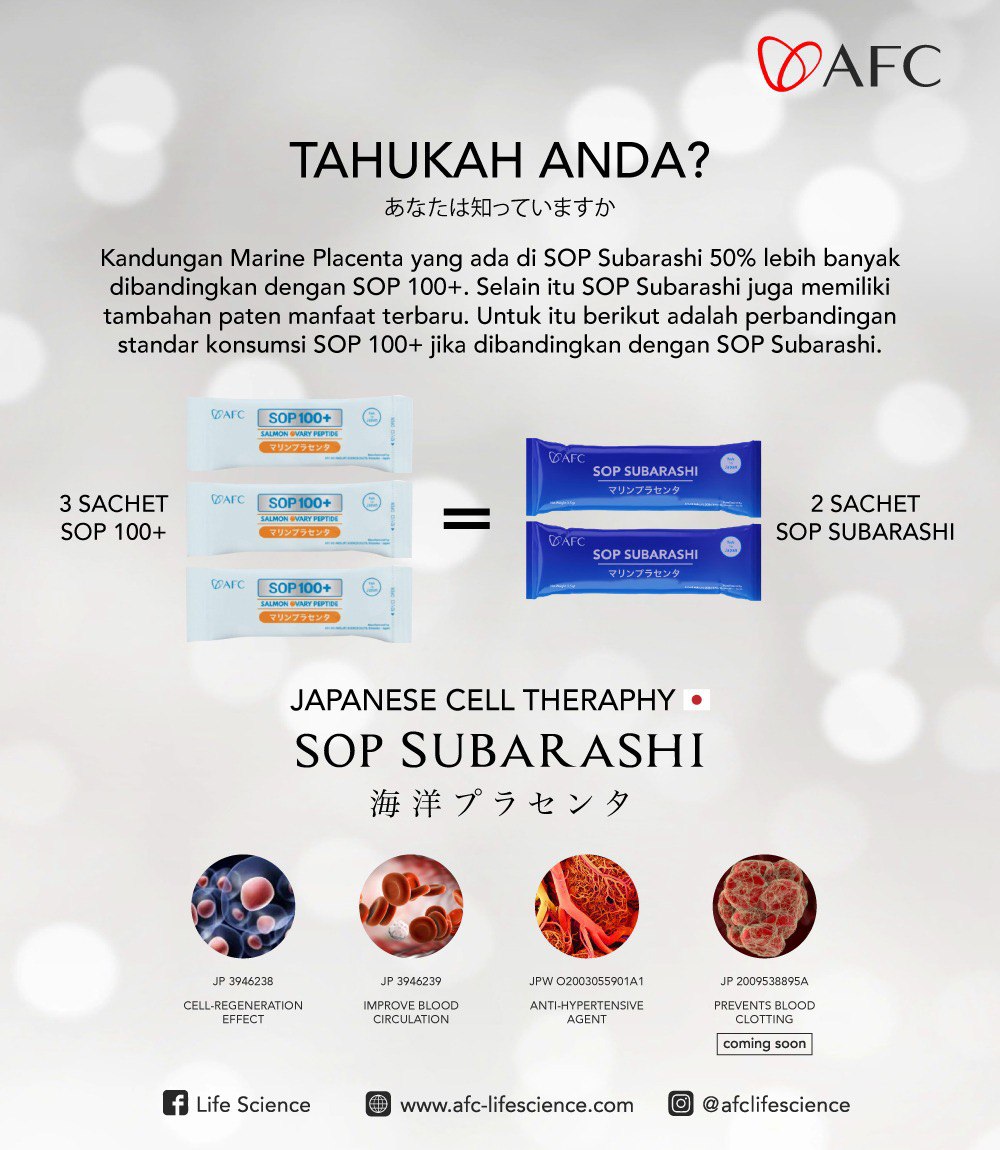 AFC
TAHUKAH ANDA?
あなたは知っていますか
Kandungan Marine Placenta yang ada di SOP Subarashi 50% lebih banyak
dibandingkan dengan SOP 100+. Selain itu SOP Subarashi juga memiliki
tambahan paten manfaat terbaru. Untuk itu berikut adalah perbandingan
standar konsumsi SOP 100+ jika dibandingkan dengan SOP Subarashi.
3 SACHET
SOP 100+
AFC
SOP 100+
SALMON OVARY PEPTIDE
マリンプラセンタ
AFC
SOP 100+
SALMON OVARY PEPTIDE
マリンプラセンタ
AFC
SOP 100+
SALMON OVARY PEPTIDE
マリンプラセンタ
=
AFC
SOP SUBARASHI
マリンプラセンタ
AFC
SOP SUBARASHI
マリンプラセンタ
2 SACHET
SOP SUBARASHI
JAPANESE CELL THERAPHY
SOP SUBARASHI
海洋プラセンタ
JP 3946238
CELL-REGENERATION
EFFECT
JP 3946239
IMPROVE BLOOD
CIRCULATION
JPW O2003055901A1
ANTI-HYPERTENSIVE
AGENT
JP 2009538895A
PREVENTS BLOOD
CLOTTING
coming soon
Life Science
www.afc-lifescience.com
@afclifescience